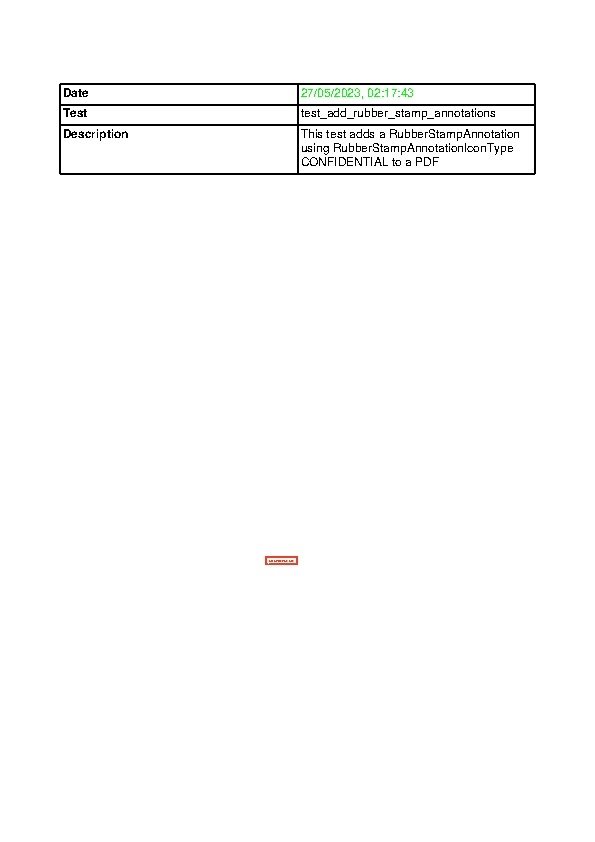 Date 27/05/2023, 02:17:43
Test test_add_rubber_stamp_annotations
Description This test adds a RubberStampAnnotation
using RubberStampAnnotationIconType
CONFIDENTIAL to a PDF